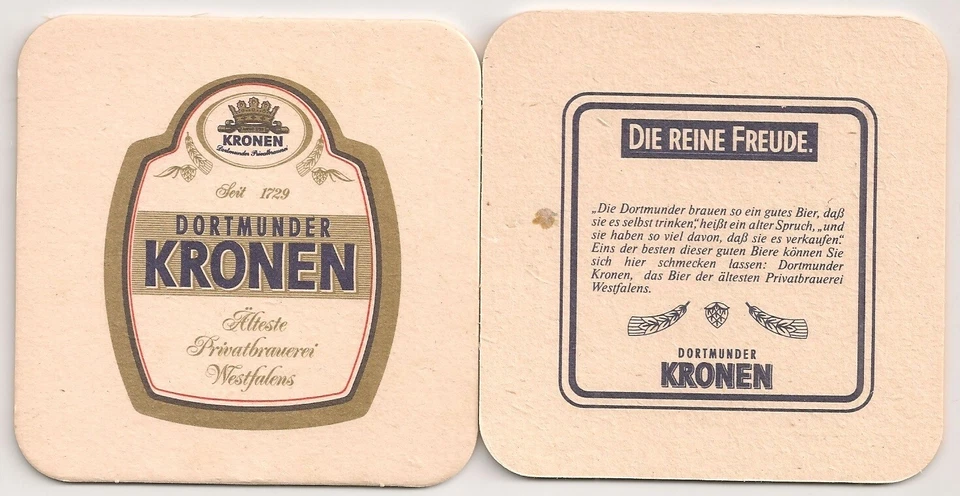 KRONEN
Dortmunder Privatbrauerei
Seit 1729
DORTMUNDER
KRONEN
Älteste
Privatbrauerei
Westfalens
DIE REINE FREUDE.
„Die Dortmunder brauen so ein gutes Bier, daß
sie es selbst trinken“, heißt ein alter Spruch, „und
sie haben so viel davon, daß sie es verkaufen“.
Eins der besten dieser guten Biere können Sie
sich hier schmecken lassen: Dortmunder
Kronen, das Bier der ältesten Privatbrauerei
Westfalens.
DORTMUNDER
KRONEN